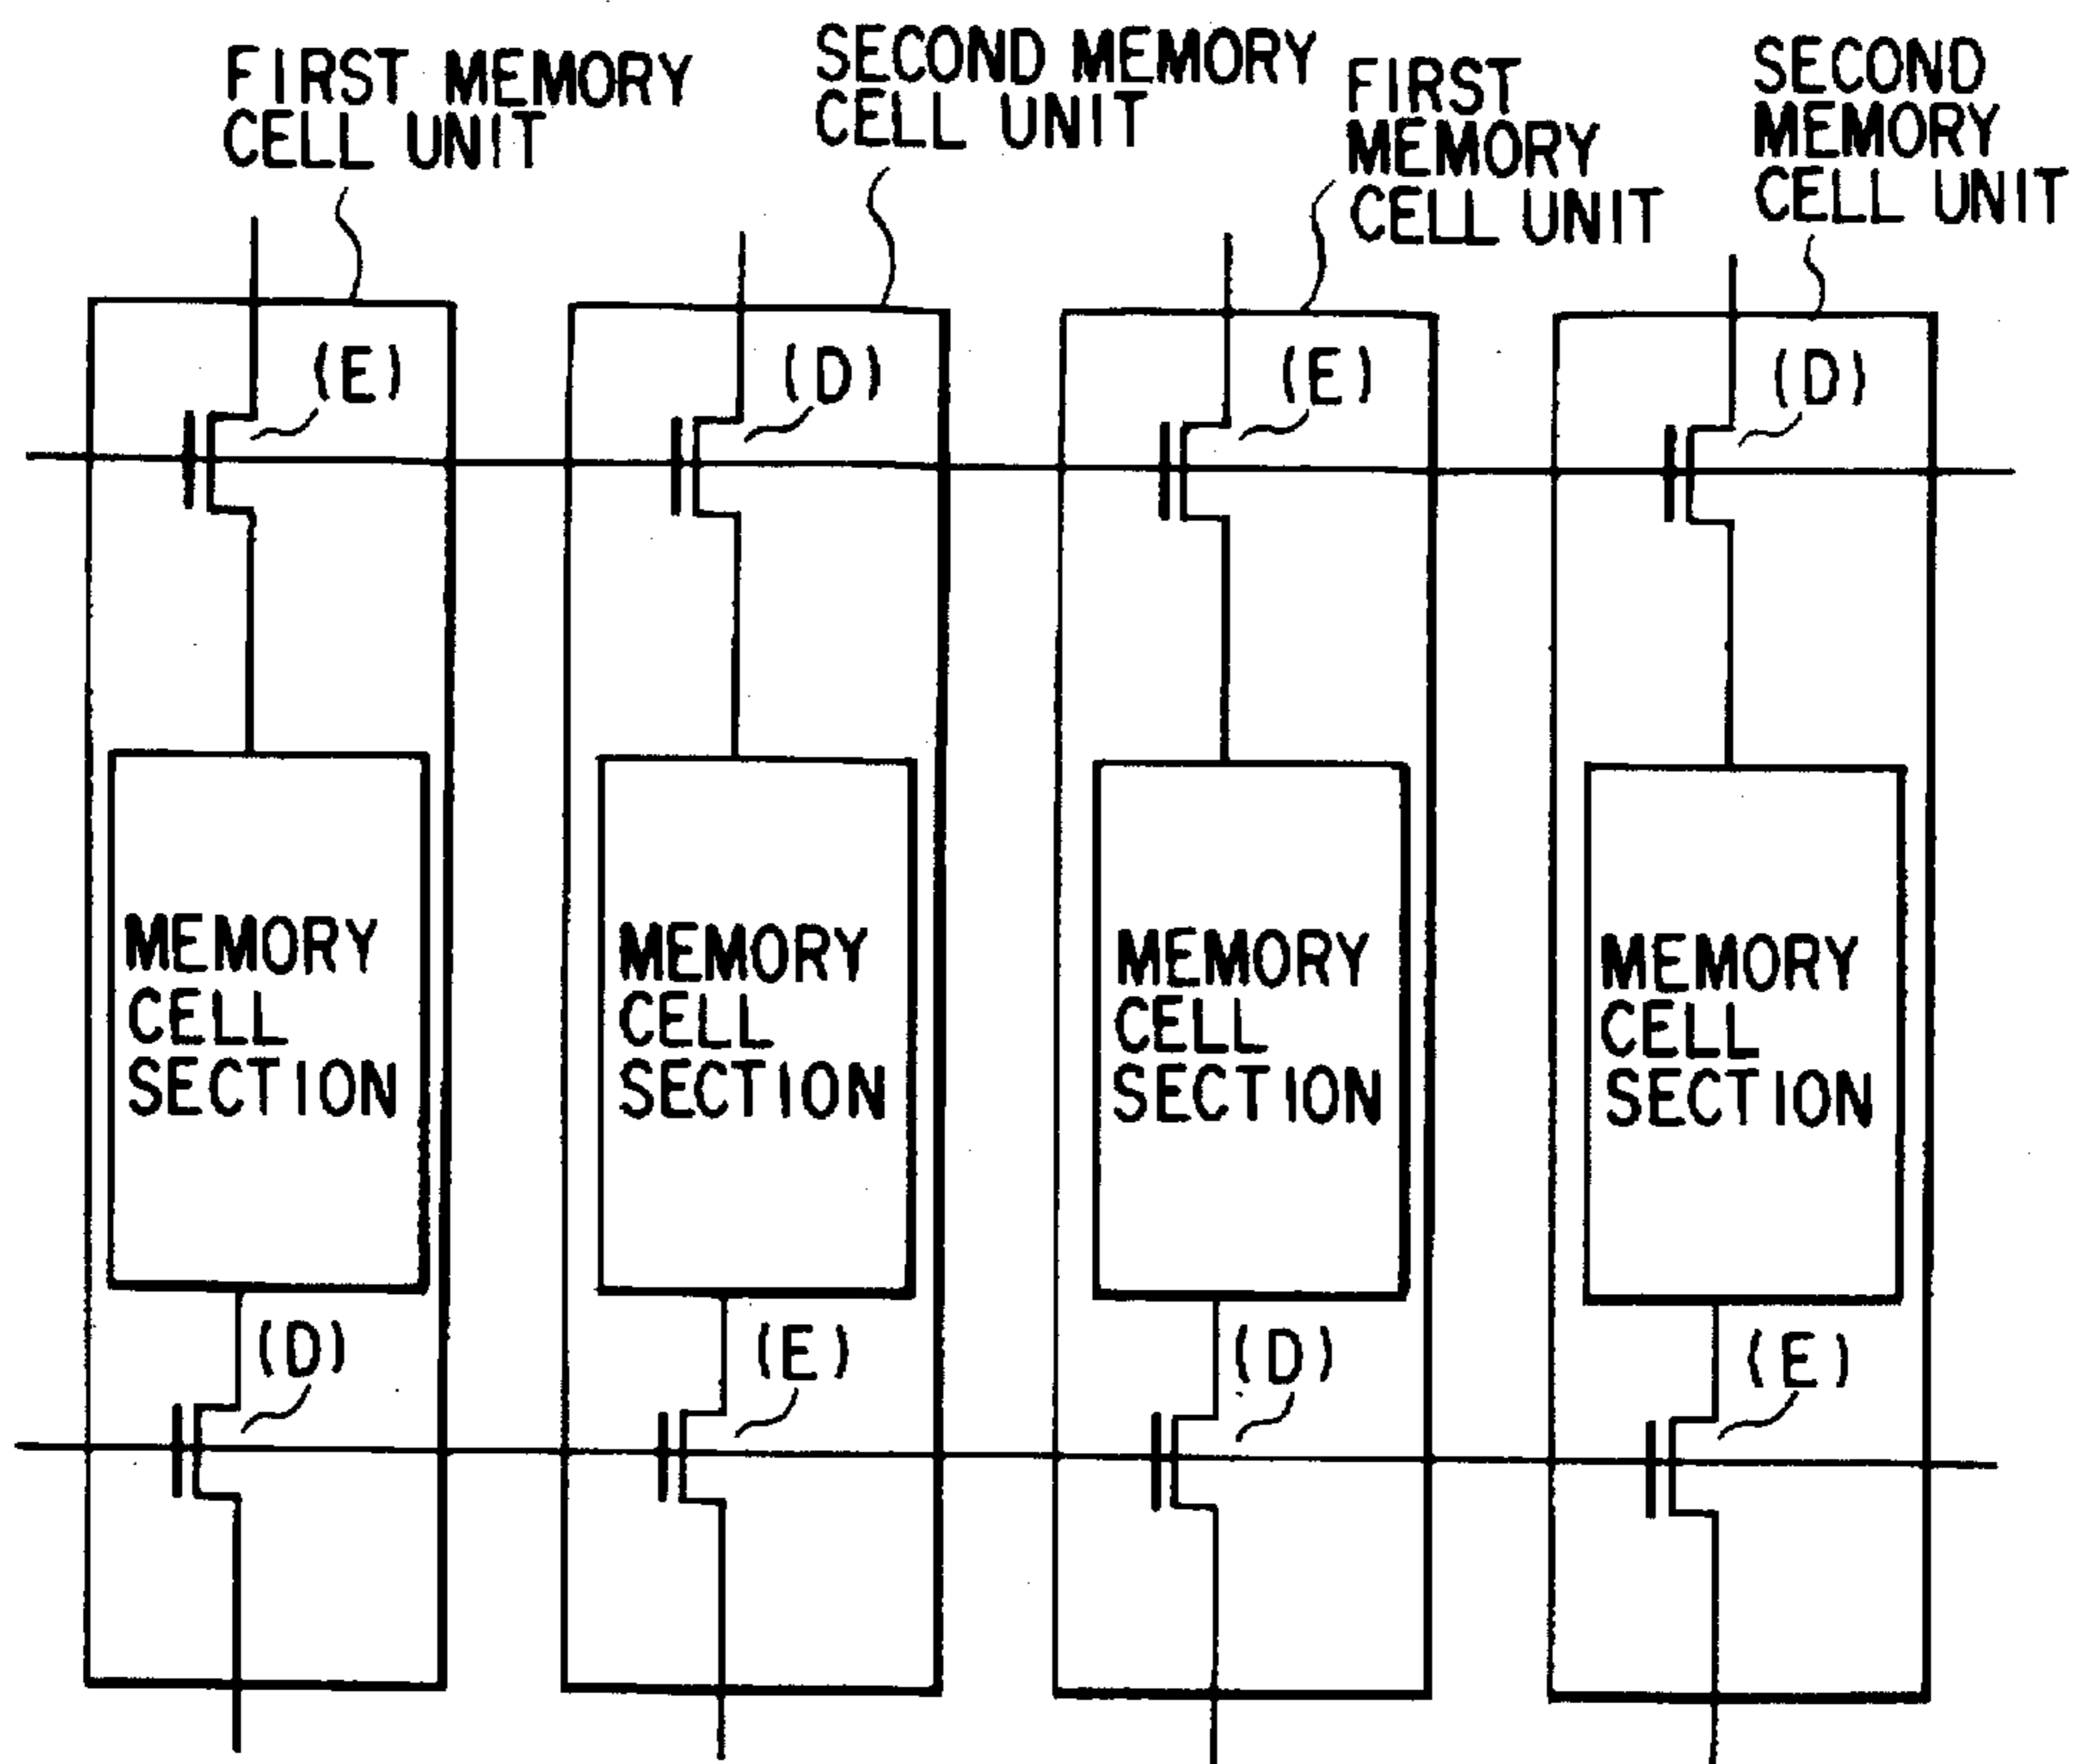 FIRST MEMORY
CELL UNIT
SECOND MEMORY
CELL UNIT
FIRST
MEMORY
CELL UNIT
SECOND
MEMORY
CELL UNIT
(E)
(D)
(E)
(D)
MEMORY
CELL
SECTION
MEMORY
CELL
SECTION
MEMORY
CELL
SECTION
MEMORY
CELL
SECTION
(D)
(E)
(D)
(E)